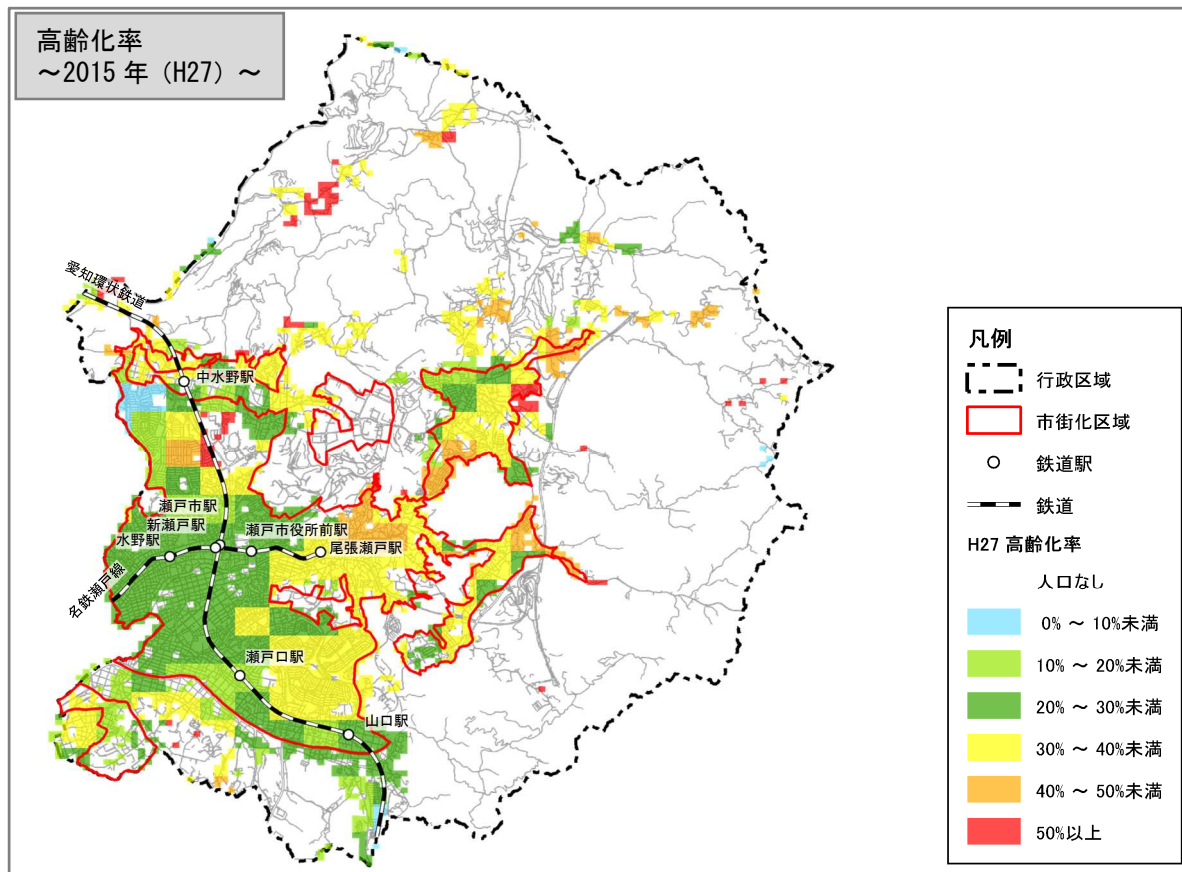 高齢化率
～2015 年（H27）～
愛知環状鉄道
中水野駅
瀬戸市駅
新瀬戸駅
瀬戸市役所前駅
水野駅
尾張瀬戸駅
名鉄瀬戸線
瀬戸口駅
山口駅
凡例
行政区域
市街化区域
鉄道駅
鉄道
H27 高齢化率
人口なし
0% ～ 10%未満
10% ～ 20%未満
20% ～ 30%未満
30% ～ 40%未満
40% ～ 50%未満
50%以上